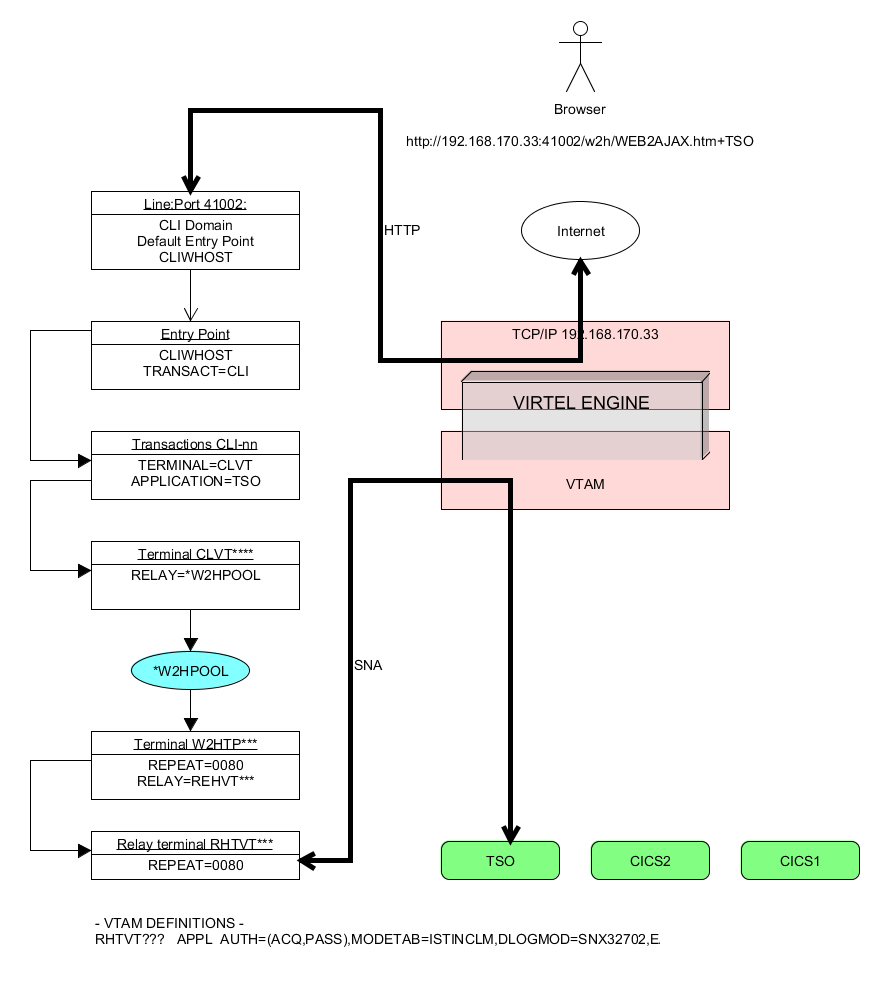 Browser
http://192.168.170.33:41002/w2h/WEB2AJAX.htm+TSO
Line:Port 41002:
CLI Domain
Default Entry Point
CLIWHOST
HTTP
Internet
Entry Point
CLIWHOST
TRANSACT=CLI
TCP/IP 192.168.170.33
VIRTEL ENGINE
Transactions CLI-nn
TERMINAL=CLVT
APPLICATION=TSO
VTAM
Terminal CLVT****
RELAY=*W2HPOOL
*W2HPOOL
SNA
Terminal W2HTP***
REPEAT=0080
RELAY=REHVT***
Relay terminal RHTVT***
REPEAT=0080
TSO
CICS2
CICS1
- VTAM DEFINITIONS -
RHTVT??? APPL AUTH=(ACQ,PASS),MODETAB=ISTINCLM,DLOGMOD=SNX32702,E.